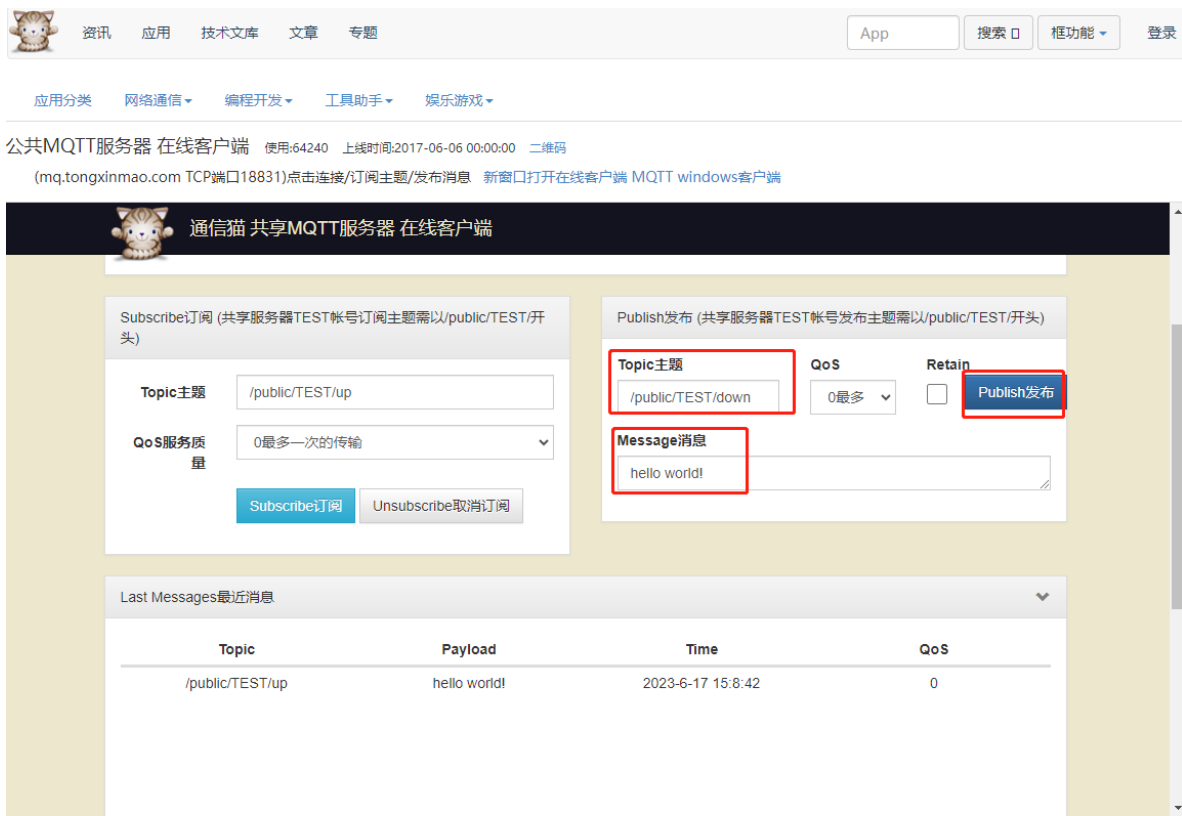 资讯 应用 技术文库 文章 专题 App 搜索 框功能 登录
应用分类 网络通信 编程开发 工具助手 娱乐游戏
公共MQTT服务器 在线客户端 使用:64240 上线时间:2017-06-06 00:00:00 二维码
(mq.tongxinmao.com TCP端口18831)点击连接/订阅主题/发布消息 新窗口打开在线客户端 MQTT windows客户端
通信猫 共享MQTT服务器 在线客户端
Subscribe订阅 (共享服务器TEST帐号订阅主题需以/public/TEST/开
头)
Topic主题 /public/TEST/up
QoS服务质
量
0最多一次的传输
Subscribe订阅 Unsubscribe取消订阅
Publish发布 (共享服务器TEST帐号发布主题需以/public/TEST/开头)
Topic主题 QoS Retain
/public/TEST/down 0最多 Publish发布
Message消息
hello world!
Last Messages最近消息
Topic Payload Time QoS
/public/TEST/up hello world! 2023-6-17 15:8:42 0